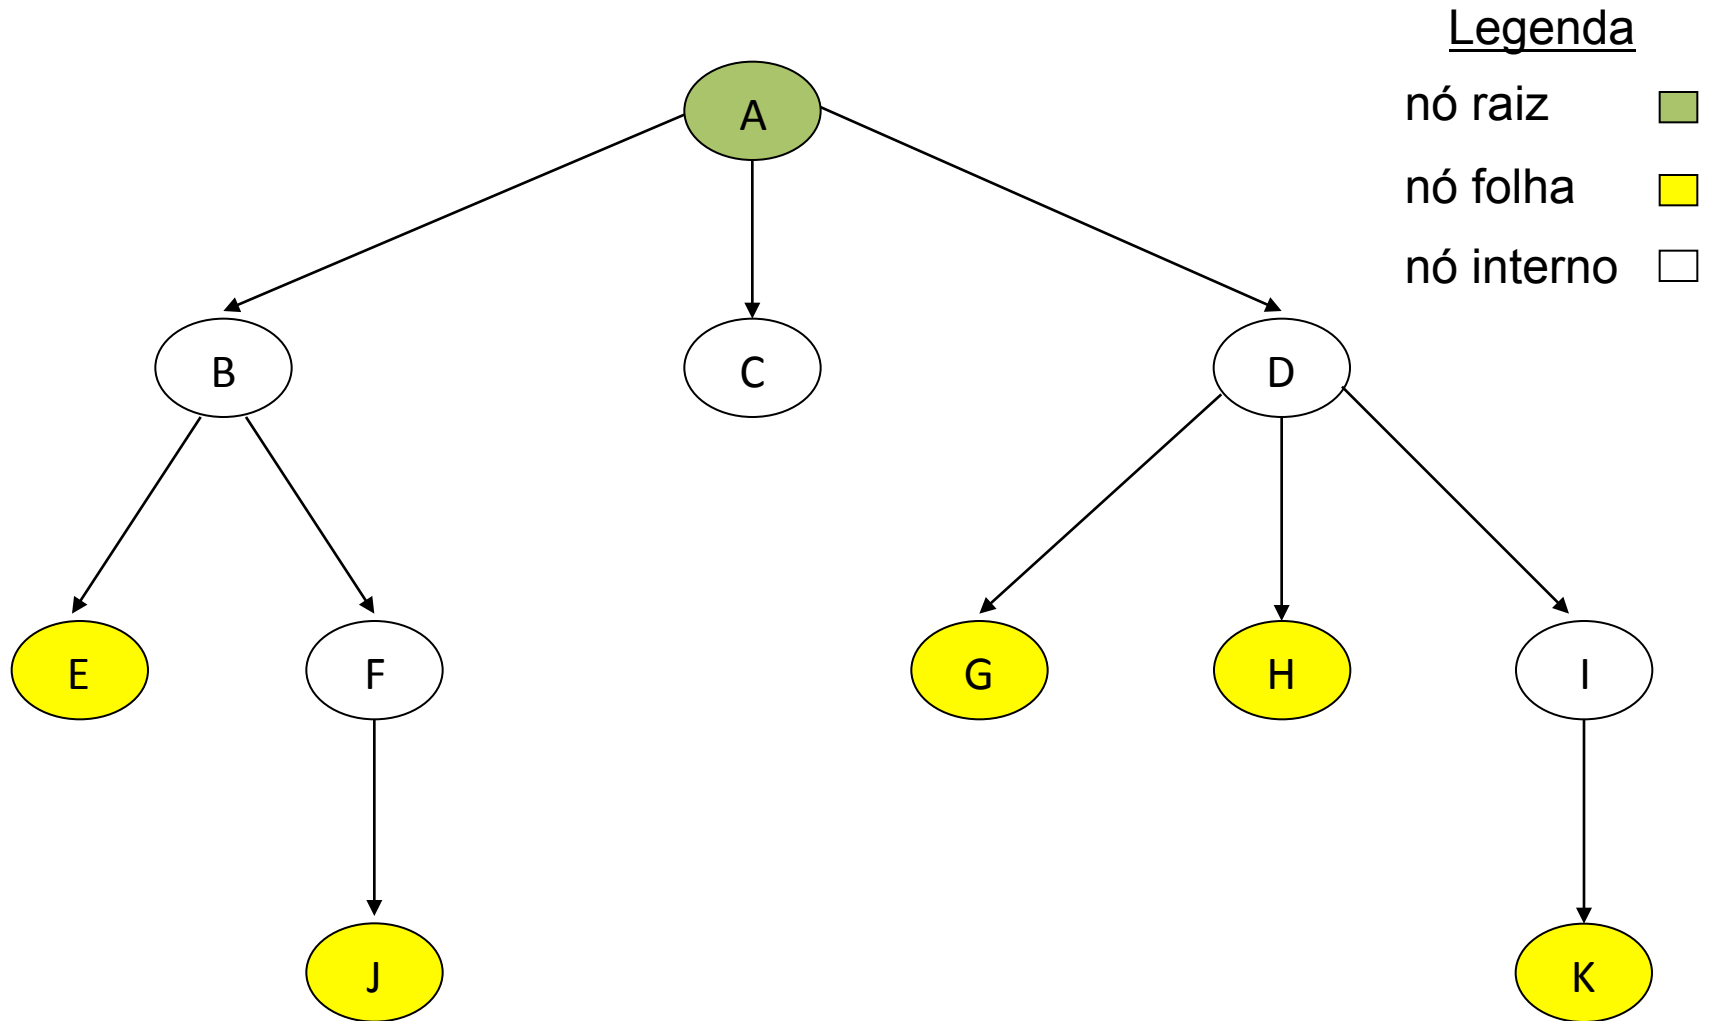 Legenda
nó raiz
nó folha
nó interno
A
B
C
D
E
F
G
H
I
J
K